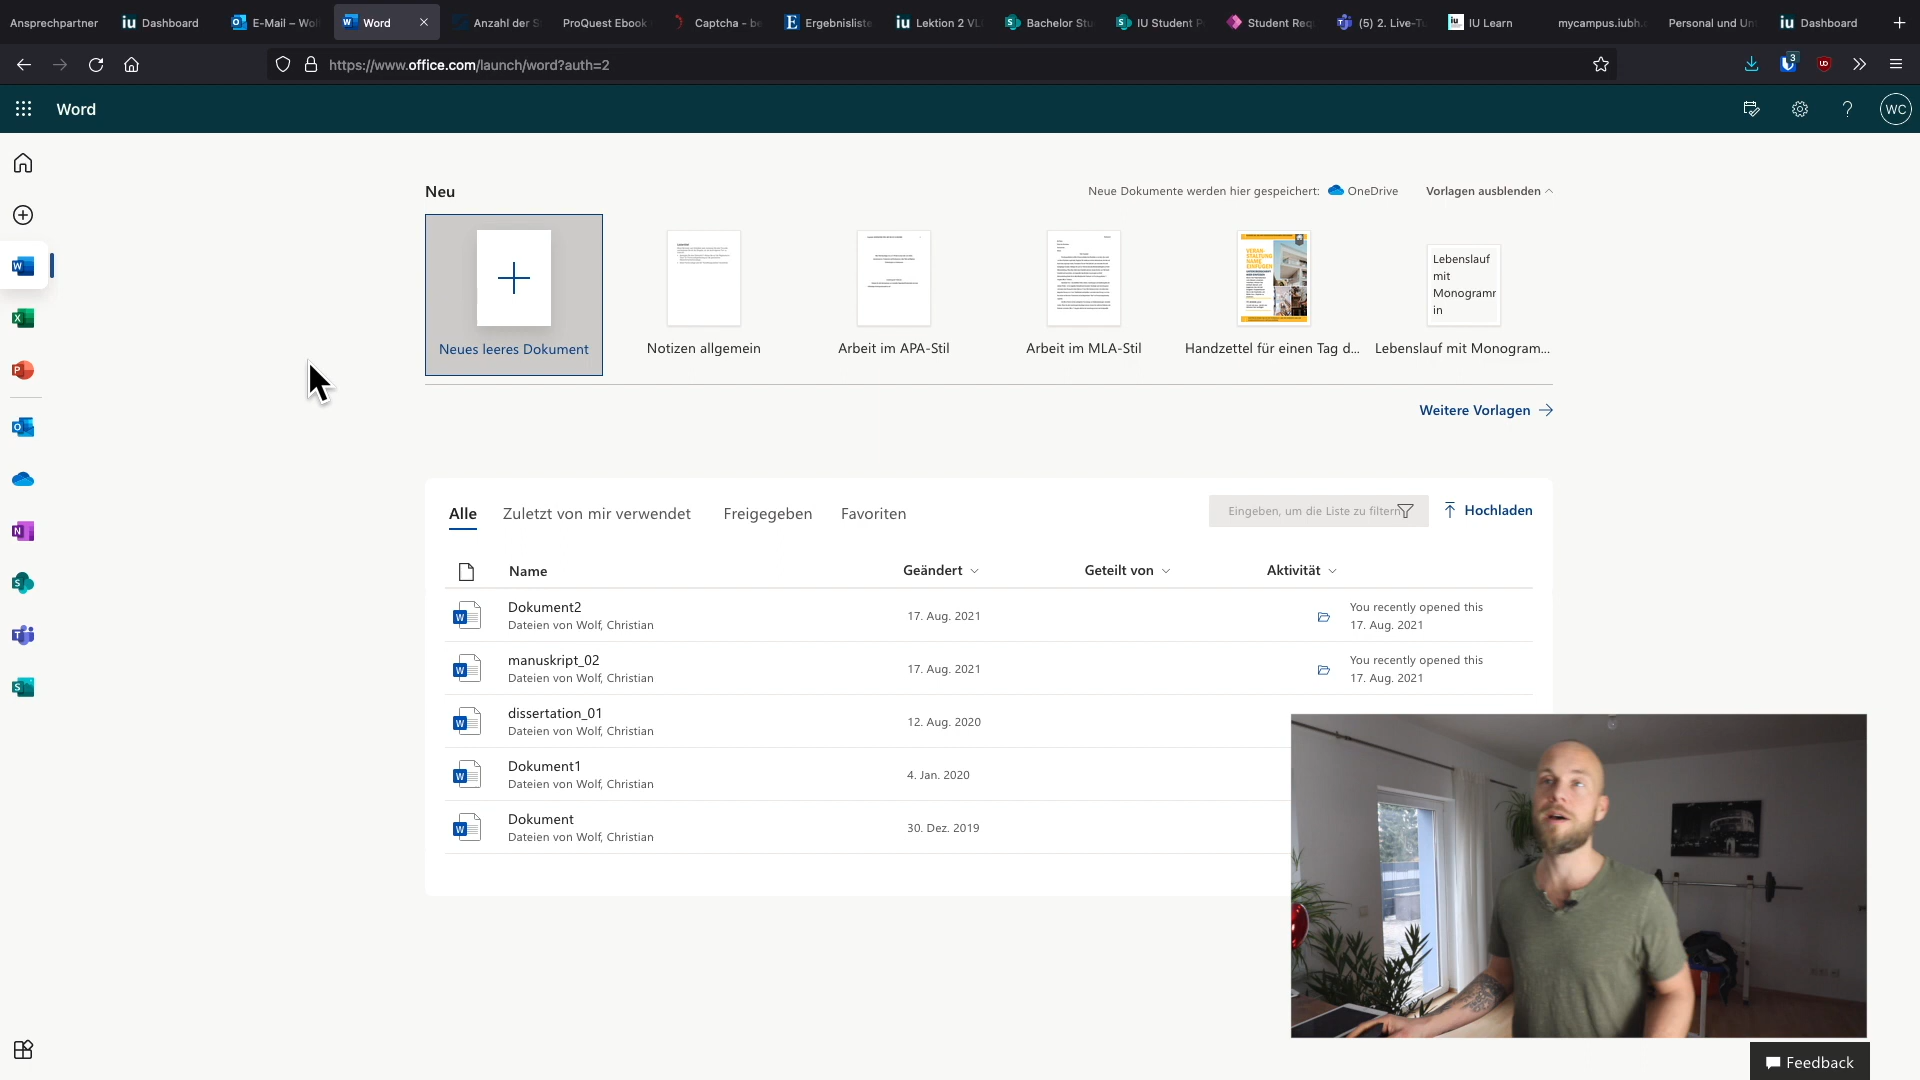 Ansprechpartner
iu Dashboard
E-Mail – Wol
Word
Anzahl der S
ProQuest Ebook
Captcha - be
Ergebnisliste
iu Lektion 2 VL
Bachelor Stu
IU Student P
Student Req
(5) 2. Live-Tu
iu IU Learn
mycampus.iubh.
Personal und Un
iu Dashboard
https://www.office.com/launch/word?auth=2
3
Word
WC
Neu
Neue Dokumente werden hier gespeichert: OneDrive
Vorlagen ausblenden
Lebenslauf
mit
Monogramm
in
Neues leeres Dokument
Notizen allgemein
Arbeit im APA-Stil
Arbeit im MLA-Stil
Handzettel für einen Tag d...
Lebenslauf mit Monogram...
Weitere Vorlagen
Alle
Zuletzt von mir verwendet
Freigegeben
Favoriten
Eingeben, um die Liste zu filtern
Hochladen
Name
Geändert
Geteilt von
Aktivität
Dokument2
Dateien von Wolf, Christian
17. Aug. 2021
You recently opened this
17. Aug. 2021
manuskript_02
Dateien von Wolf, Christian
17. Aug. 2021
You recently opened this
17. Aug. 2021
dissertation_01
Dateien von Wolf, Christian
12. Aug. 2020
Dokument1
Dateien von Wolf, Christian
4. Jan. 2020
Dokument
Dateien von Wolf, Christian
30. Dez. 2019
Feedback